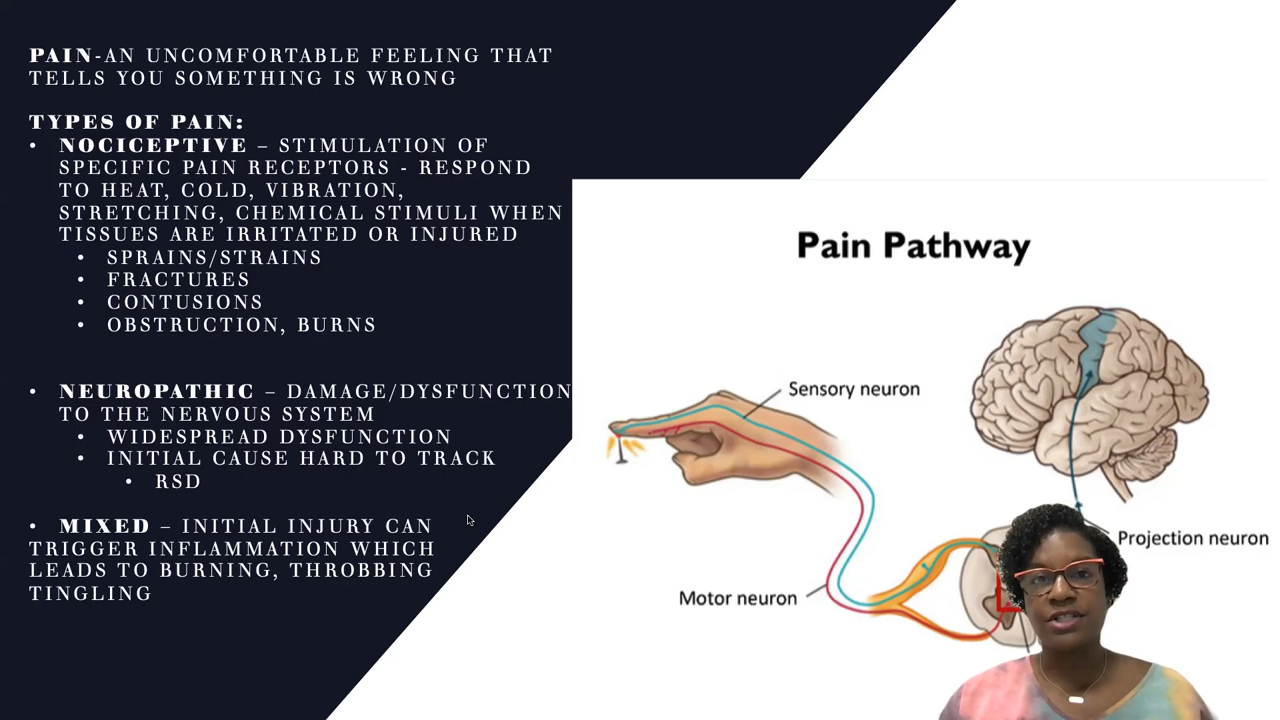 PAIN-AN UNCOMFORTABLE FEELING THAT
TELLS YOU SOMETHING IS WRONG
TYPES OF PAIN:
• NOCICEPTIVE – STIMULATION OF
SPECIFIC PAIN RECEPTORS - RESPOND
TO HEAT, COLD, VIBRATION,
STRETCHING, CHEMICAL STIMULI WHEN
TISSUES ARE IRRITATED OR INJURED
• SPRAINS/STRAINS
• FRACTURES
• CONTUSIONS
• OBSTRUCTION, BURNS
• NEUROPATHIC – DAMAGE/DYSFUNCTION
TO THE NERVOUS SYSTEM
• WIDESPREAD DYSFUNCTION
• INITIAL CAUSE HARD TO TRACK
• RSD
• MIXED – INITIAL INJURY CAN
TRIGGER INFLAMMATION WHICH
LEADS TO BURNING, THROBBING
TINGLING
Pain Pathway
Sensory neuron
Projection neuron
Motor neuron